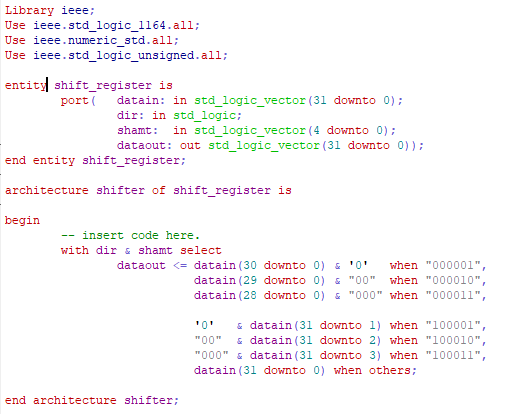 Library ieee;
Use ieee.std_logic_1164.all;
Use ieee.numeric_std.all;
Use ieee.std_logic_unsigned.all;
entity shift_register is
port( datain: in std_logic_vector(31 downto 0);
dir: in std_logic;
shamt: in std_logic_vector(4 downto 0);
dataout: out std_logic_vector(31 downto 0));
end entity shift_register;
architecture shifter of shift_register is
begin
-- insert code here.
with dir & shamt select
dataout <= datain(30 downto 0) & '0' when "000001",
datain(29 downto 0) & "00" when "000010",
datain(28 downto 0) & "000" when "000011",
'0' & datain(31 downto 1) when "100001",
"00" & datain(31 downto 2) when "100010",
"000" & datain(31 downto 3) when "100011",
datain(31 downto 0) when others;
end architecture shifter;